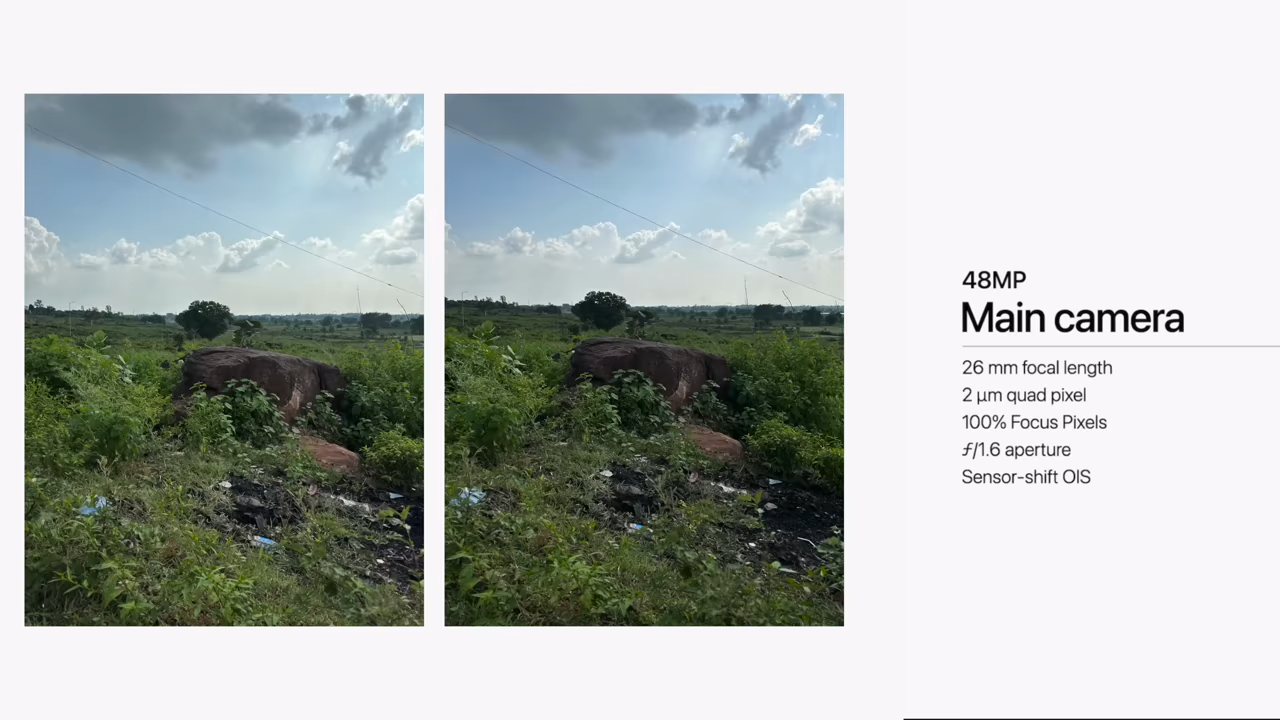 48MP
Main camera
26 mm focal length
2 µm quad pixel
100% Focus Pixels
ƒ/1.6 aperture
Sensor-shift OIS